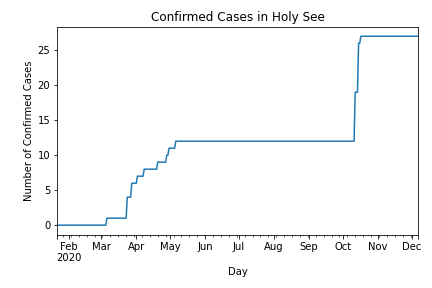 Confirmed Cases in Holy See
Number of Confirmed Cases
25
20
15
10
5
0
Feb Mar Apr May Jun Jul Aug Sep Oct Nov Dec
2020
Day